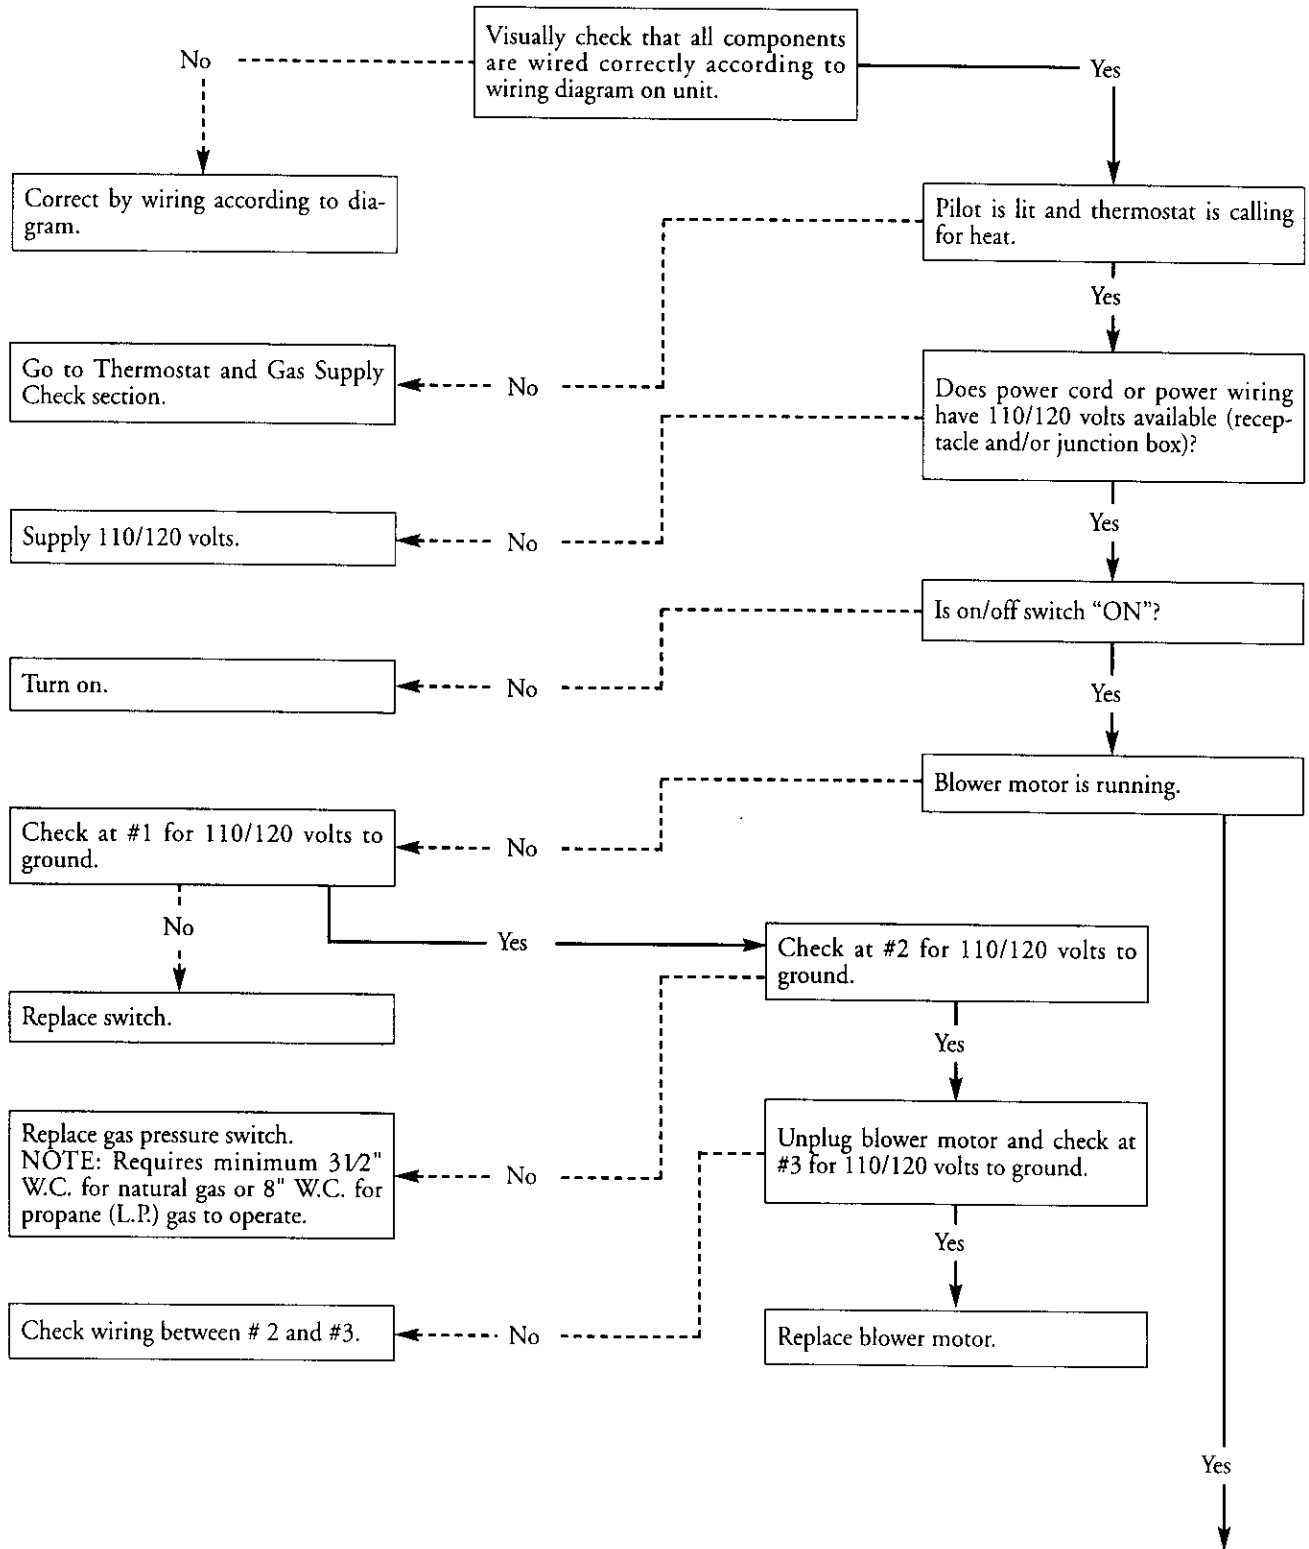 Visually check that all components
are wired correctly according to
wiring diagram on unit.
No
Yes
Correct by wiring according to dia-
gram.
Pilot is lit and thermostat is calling
for heat.
Yes
Go to Thermostat and Gas Supply
Check section.
No
Does power cord or power wiring
have 110/120 volts available (recep-
tacle and/or junction box)?
Yes
Supply 110/120 volts.
No
Is on/off switch “ON”?
Turn on.
No
Yes
Blower motor is running.
Check at #1 for 110/120 volts to
ground.
No
No
Yes
Check at #2 for 110/120 volts to
ground.
Replace switch.
Yes
Replace gas pressure switch.
NOTE: Requires minimum 31⁄2"
W.C. for natural gas or 8" W.C. for
propane (L.P.) gas to operate.
No
Unplug blower motor and check at
#3 for 110/120 volts to ground.
Yes
Check wiring between # 2 and #3.
No
Replace blower motor.
Yes